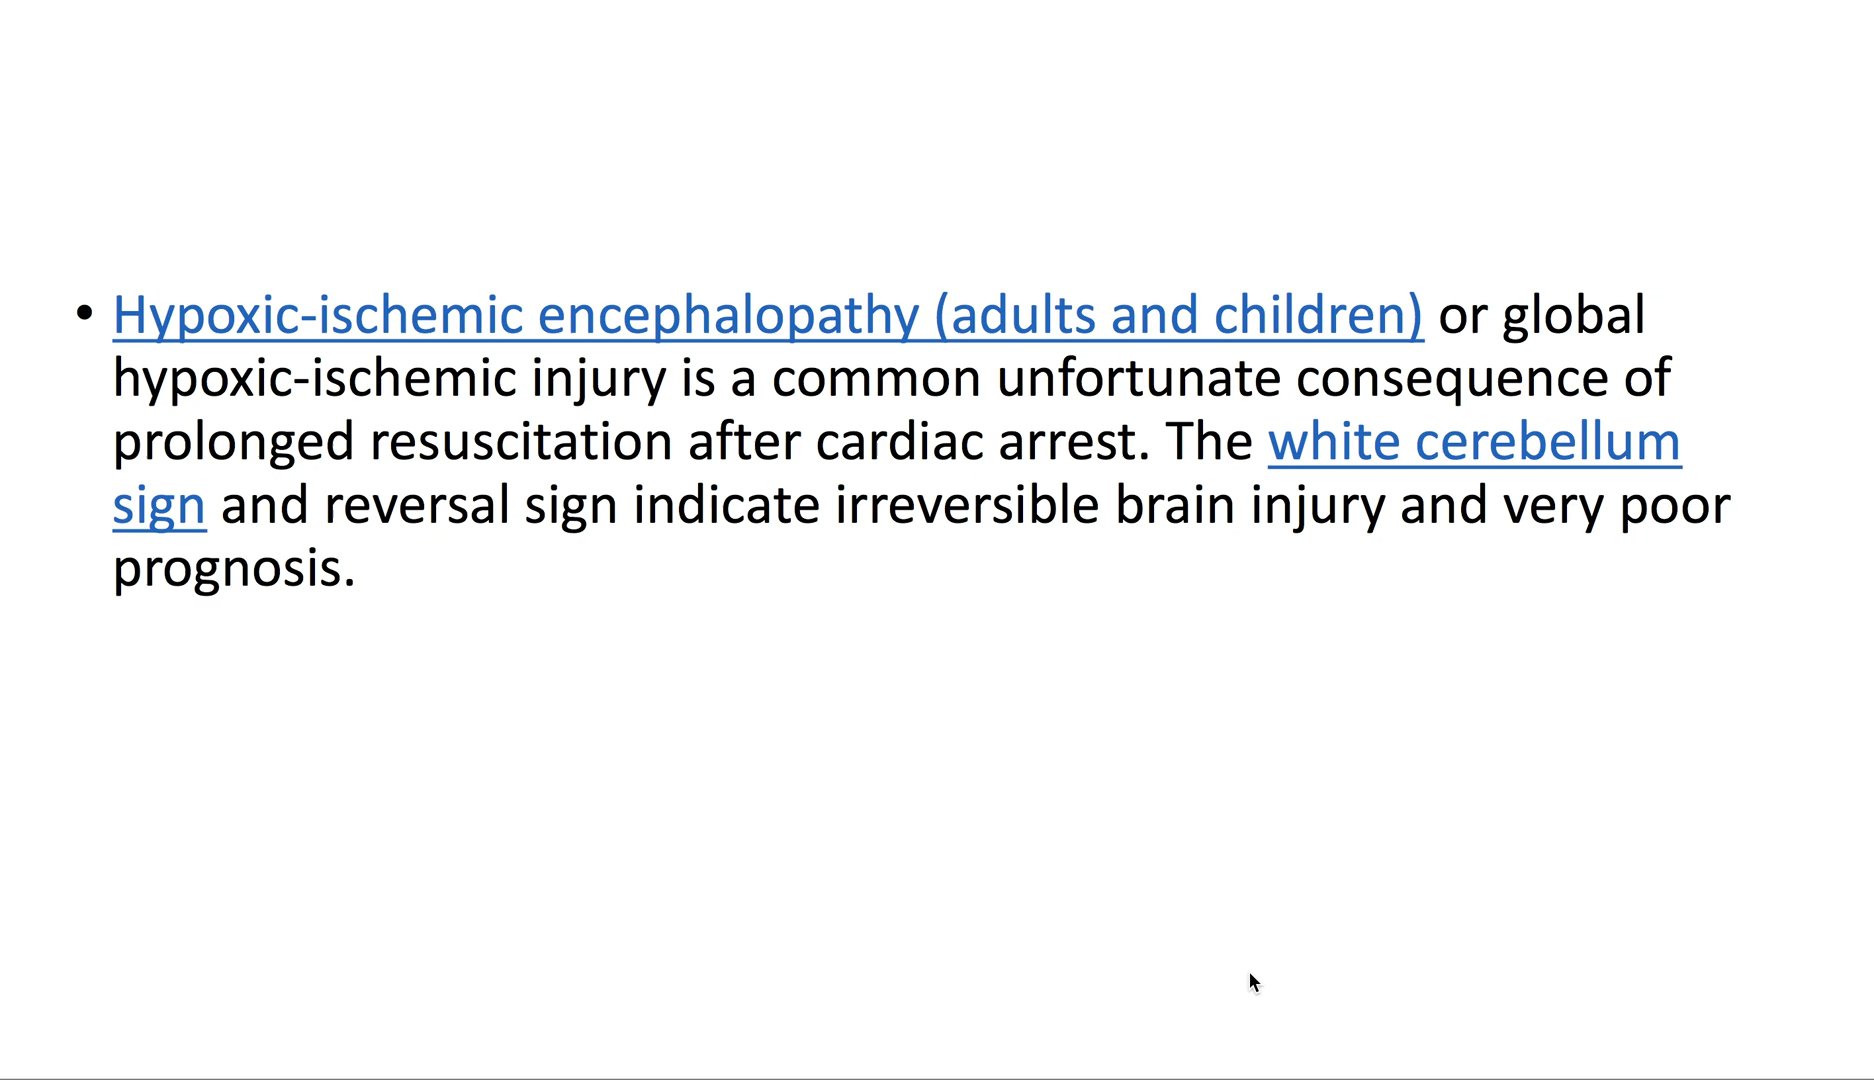 • Hypoxic-ischemic encephalopathy (adults and children) or global
hypoxic-ischemic injury is a common unfortunate consequence of
prolonged resuscitation after cardiac arrest. The white cerebellum
sign and reversal sign indicate irreversible brain injury and very poor
prognosis.